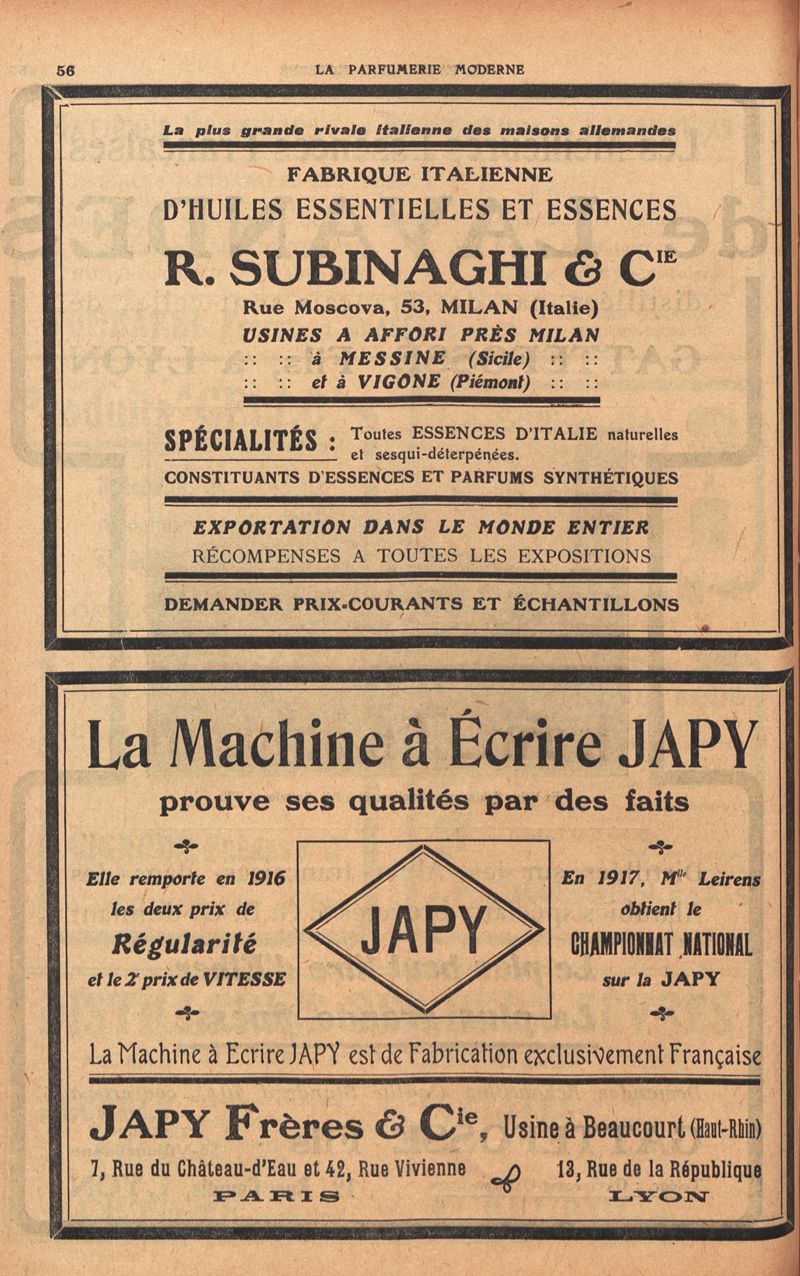 56
LA PARFUMERIE MODERNE
La plus grande rivale Italienne des maisons allemandes
FABRIQUE ITALIENNE
D'HUILES ESSENTIELLES ET ESSENCES
R. SUBINAGHI & CIE
Rue Moscova, 53, MILAN (Italie)
USINES A AFFORI PRÈS MILAN
:: :: à MESSINE (Sicile) :: ::
:: :: et à VIGONE (Piémont) :: ::
SPÉCIALITÉS : Toutes ESSENCES D'ITALIE naturelles
et sesqui-déterpénées.
CONSTITUANTS D'ESSENCES ET PARFUMS SYNTHÉTIQUES
EXPORTATION DANS LE MONDE ENTIER
RÉCOMPENSES A TOUTES LES EXPOSITIONS
DEMANDER PRIX-COURANTS ET ÉCHANTILLONS
La Machine à Écrire JAPY
prouve ses qualités par des faits
Elle remporte en 1916
les deux prix de
Régularité
et le 2e prix de VITESSE
JAPY
En 1917, Mlle Leirens
obtient le
CHAMPIONNAT NATIONAL
sur la JAPY
La Machine à Ecrire JAPY est de Fabrication exclusivement Française
JAPY Frères & Cie, Usine à Beaucourt (Haut-Rhin)
7, Rue du Château-d'Eau et 42, Rue Vivienne
PARIS
13, Rue de la République
LYON